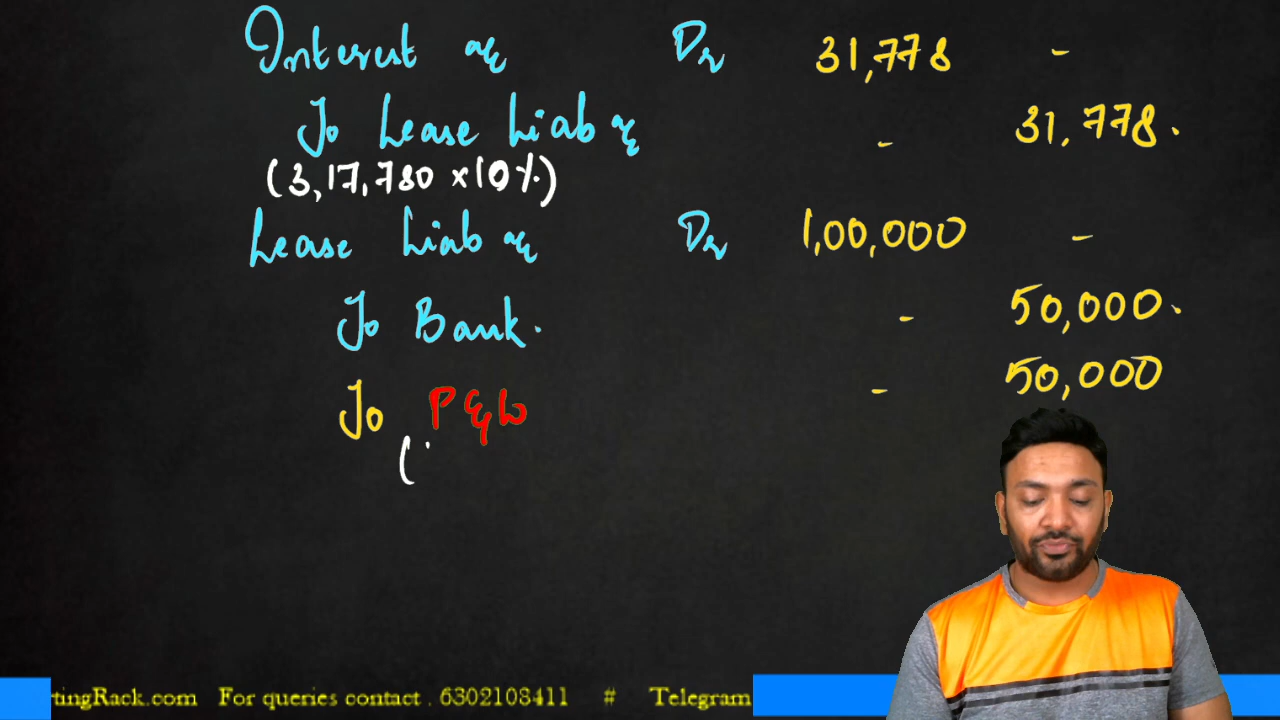 Interest a/c Dr 31,778 -
To Lease Liab a/c - 31,778.
(3,17,780 x 10%)
Lease Liab a/c Dr 1,00,000 -
To Bank. - 50,000.
To P&L - 50,000
(
rtingRack.com For queries contact . 6302108411 # Telegram